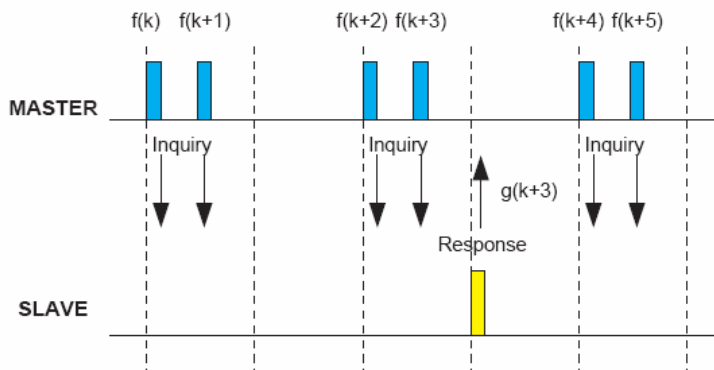 f(k) f(k+1) f(k+2) f(k+3) f(k+4) f(k+5)
MASTER
Inquiry Inquiry Inquiry
g(k+3)
Response
SLAVE